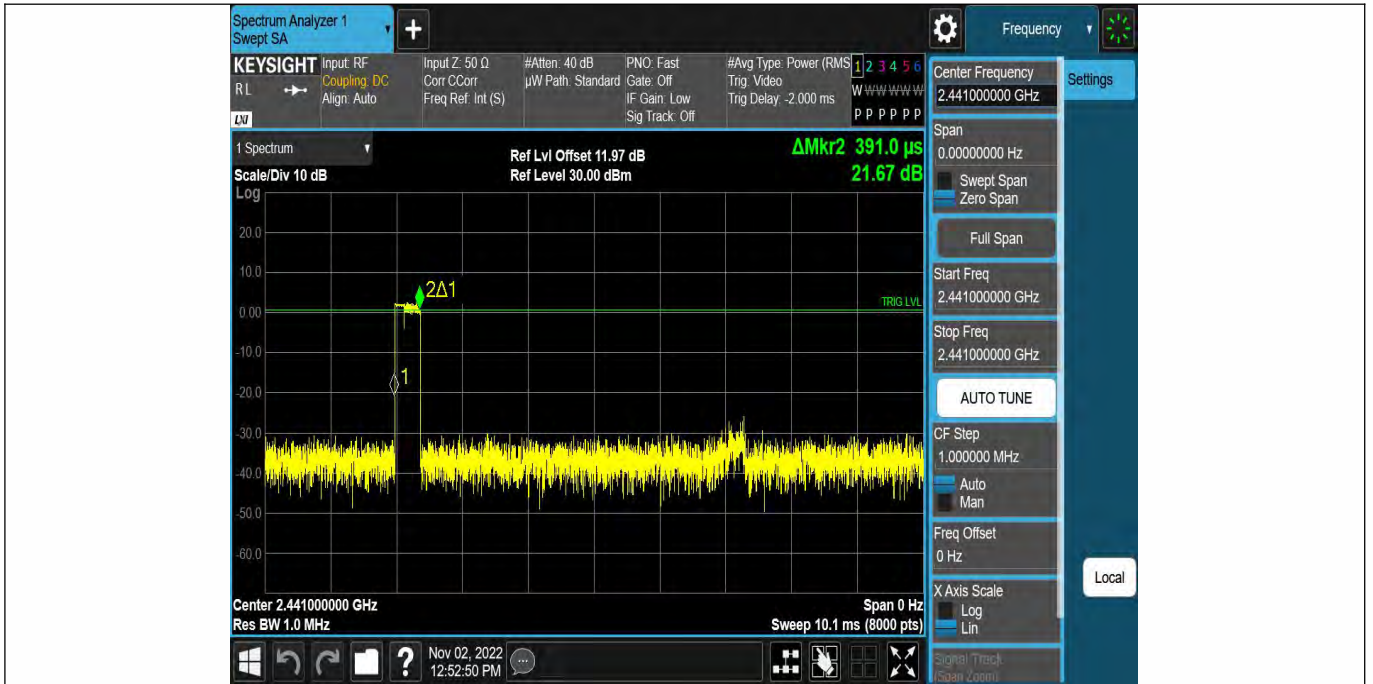 Spectrum Analyzer 1
Swept SA
+
Frequency
KEYSIGHT
RL
LXI
Input: RF
Coupling: DC
Align: Auto
Input Z: 50 Ω
Corr CCorr
Freq Ref: Int (S)
#Atten: 40 dB
µW Path: Standard
PNO: Fast
Gate: Off
IF Gain: Low
Sig Track: Off
#Avg Type: Power (RMS
Trig: Video
Trig Delay: -2.000 ms
1 2 3 4 5 6
W W W W W W
P P P P P P
1 Spectrum
Scale/Div 10 dB
Ref Lvl Offset 11.97 dB
Ref Level 30.00 dBm
ΔMkr2 391.0 µs
21.67 dB
Log
20.0
10.0
0.00
-10.0
-20.0
-30.0
-40.0
-50.0
-60.0
2Δ1
1
TRIG LVL
Center 2.441000000 GHz
Res BW 1.0 MHz
Span 0 Hz
Sweep 10.1 ms (8000 pts)
Nov 02, 2022
12:52:50 PM
?
Center Frequency
2.441000000 GHz
Settings
Span
0.00000000 Hz
Swept Span
Zero Span
Full Span
Start Freq
2.441000000 GHz
Stop Freq
2.441000000 GHz
AUTO TUNE
CF Step
1.000000 MHz
Auto
Man
Freq Offset
0 Hz
X Axis Scale
Log
Lin
Signal Track
(Span Zoom)
Local